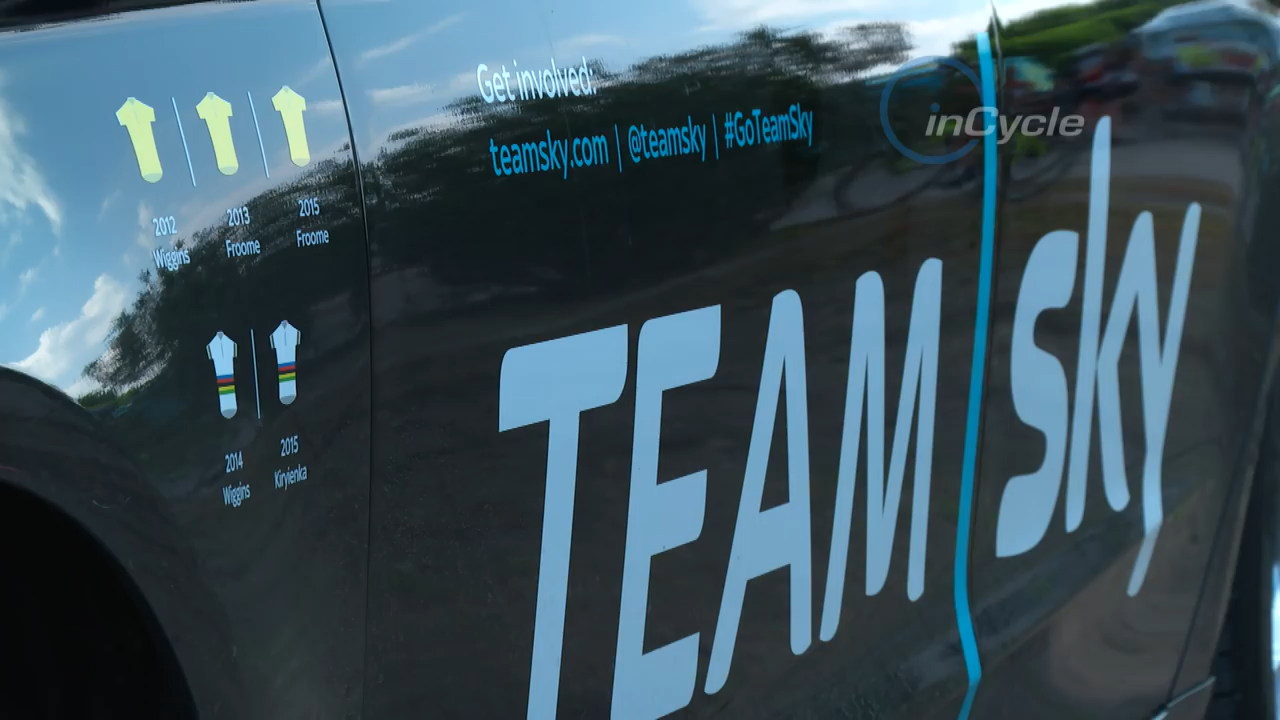 Get involved:
teamsky.com | @teamsky | #GoTeamSky
inCycle
2012
Wiggins
2013
Froome
2015
Froome
2014
Wiggins
2015
Kiryienka
TEAM sky